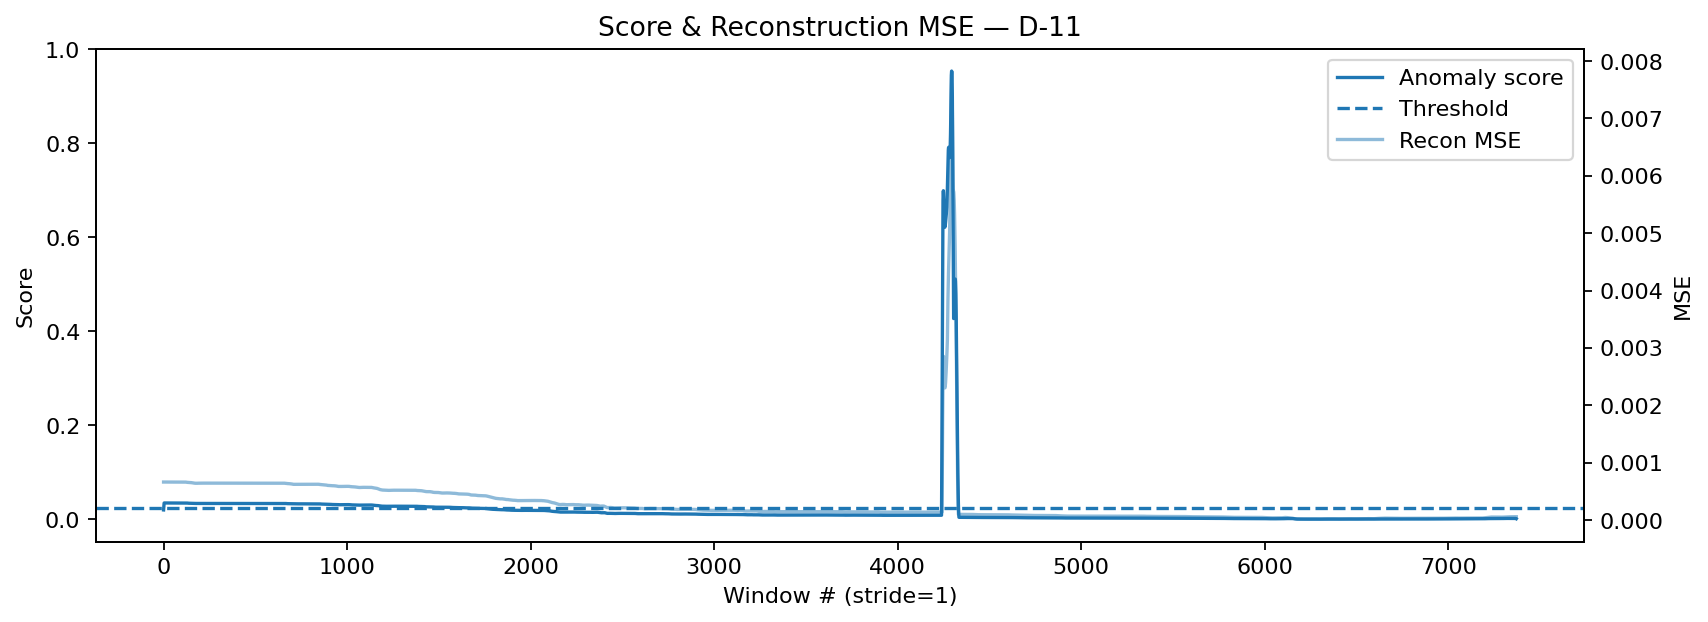 Score & Reconstruction MSE — D-11
1.0
0.8
0.6
0.4
0.2
0.0
Score
0.008
0.007
0.006
0.005
0.004
0.003
0.002
0.001
0.000
MSE
Anomaly score
Threshold
Recon MSE
0 1000 2000 3000 4000 5000 6000 7000
Window # (stride=1)